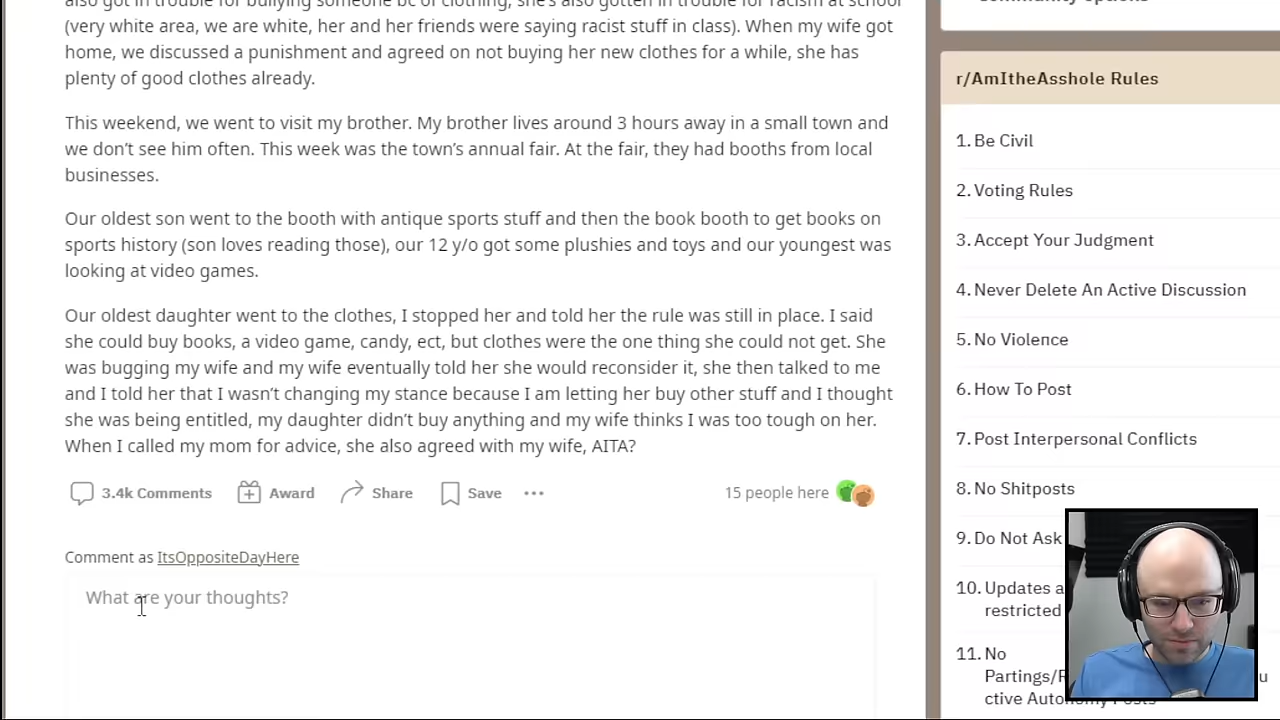 also got in trouble for bullying someone bc of clothing, she's also gotten in trouble for racism at school
(very white area, we are white, her and her friends were saying racist stuff in class). When my wife got
home, we discussed a punishment and agreed on not buying her new clothes for a while, she has
plenty of good clothes already.
This weekend, we went to visit my brother. My brother lives around 3 hours away in a small town and
we don't see him often. This week was the town's annual fair. At the fair, they had booths from local
businesses.
Our oldest son went to the booth with antique sports stuff and then the book booth to get books on
sports history (son loves reading those), our 12 y/o got some plushies and toys and our youngest was
looking at video games.
Our oldest daughter went to the clothes, I stopped her and told her the rule was still in place. I said
she could buy books, a video game, candy, ect, but clothes were the one thing she could not get. She
was bugging my wife and my wife eventually told her she would reconsider it, she then talked to me
and I told her that I wasn't changing my stance because I am letting her buy other stuff and I thought
she was being entitled, my daughter didn't buy anything and my wife thinks I was too tough on her.
When I called my mom for advice, she also agreed with my wife, AITA?
3.4k Comments Award Share Save ... 15 people here
Comment as ItsOppositeDayHere
What are your thoughts?
Community options
r/AmItheAsshole Rules
1. Be Civil
2. Voting Rules
3. Accept Your Judgment
4. Never Delete An Active Discussion
5. No Violence
6. How To Post
7. Post Interpersonal Conflicts
8. No Shitposts
9. Do Not Ask
10. Updates a
restricted
11. No
Partings/R
ctive Autonomy Posts